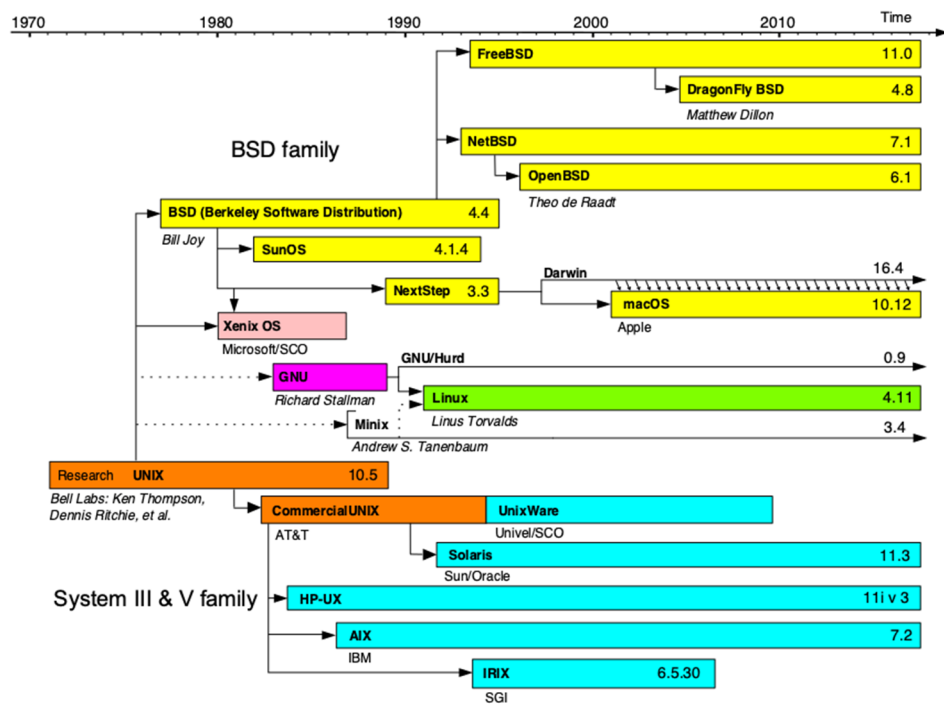 1970 1980 1990 2000 2010 Time
FreeBSD 11.0
DragonFly BSD 4.8
Matthew Dillon
BSD family
NetBSD 7.1
OpenBSD 6.1
Theo de Raadt
BSD (Berkeley Software Distribution) 4.4
Bill Joy
SunOS 4.1.4
Darwin 16.4
NextStep 3.3
macOS 10.12
Apple
Xenix OS
Microsoft/SCO
GNU/Hurd 0.9
GNU
Richard Stallman
Linux 4.11
Linus Torvalds
Minix 3.4
Andrew S. Tanenbaum
Research UNIX 10.5
Bell Labs: Ken Thompson,
Dennis Ritchie, et al.
CommercialUNIX UnixWare
AT&T Univel/SCO
Solaris 11.3
Sun/Oracle
System III & V family
HP-UX 11i v 3
AIX 7.2
IBM
IRIX 6.5.30
SGI